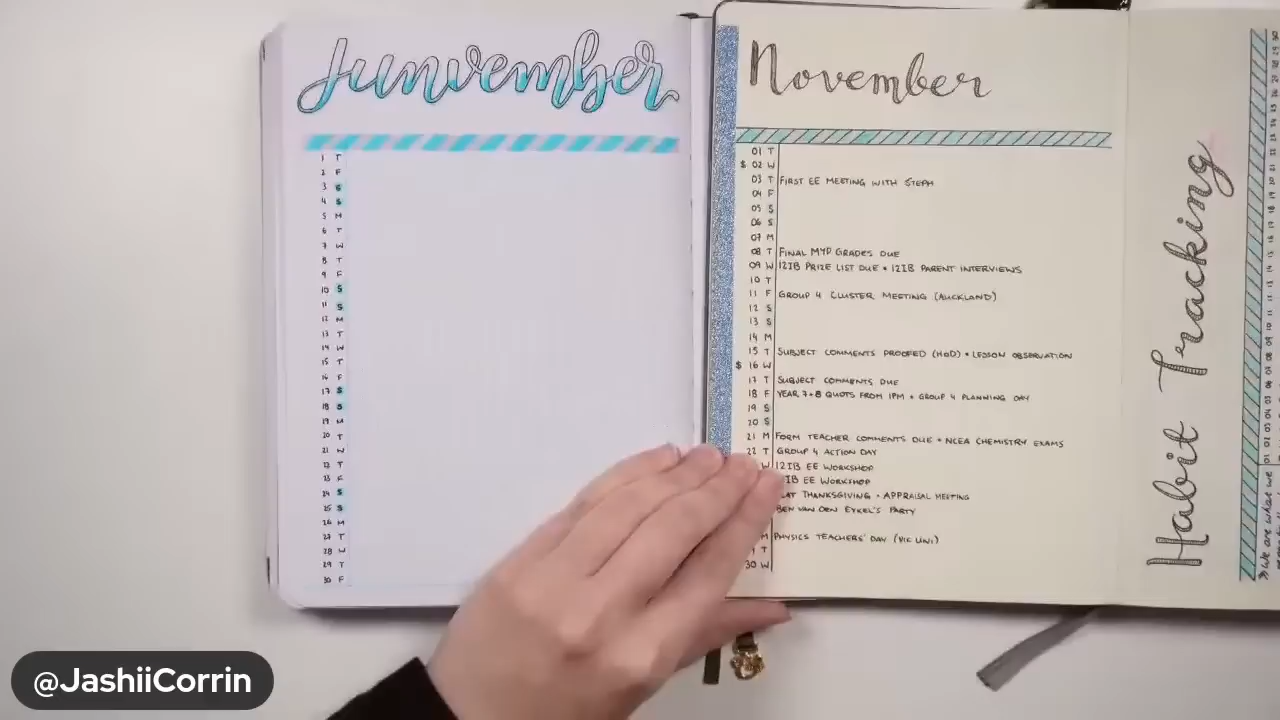 Junvember
1 T
2 F
3 S
4 S
5 M
6 T
7 W
8 T
9 F
10 S
11 S
12 M
13 T
14 W
15 T
16 F
17 S
18 S
19 M
20 T
21 W
22 T
23 F
24 S
25 S
26 M
27 T
28 W
29 T
30 F
November
01 T
$ 02 W
03 T FIRST EE MEETING WITH STEPH
04 F
05 S
06 S
07 M
08 T FINAL MYP GRADES DUE
09 W 12IB PRIZE LIST DUE • 12IB PARENT INTERVIEWS
10 T
11 F GROUP 4 CLUSTER MEETING (AUCKLAND)
12 S
13 S
14 M
15 T SUBJECT COMMENTS PROOFED (HOD) • LESSON OBSERVATION
$ 16 W
17 T SUBJECT COMMENTS DUE
18 F YEAR 7+8 QUOTS FROM 1PM • GROUP 4 PLANNING DAY
19 S
20 S
21 M FORM TEACHER COMMENTS DUE • NCEA CHEMISTRY EXAMS
22 T GROUP 4 ACTION DAY
W 12IB EE WORKSHOP
IB EE WORKSHOP
THANKSGIVING • APPRAISAL MEETING
BEN VAN DEN EYKEL'S PARTY
M PHYSICS TEACHERS' DAY (VIC UNI)
T
30 W
Habit Tracking
We are what we
@JashiiCorrin